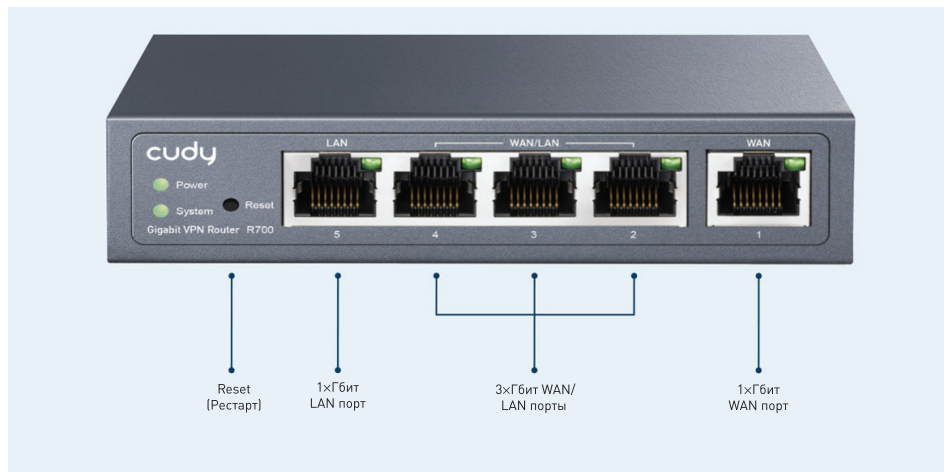 LAN
WAN/LAN
WAN
cudy
Power
System
Reset
Gigabit VPN Router R700
5
4
3
2
1
Reset
(Рестарт)
1×Гбит
LAN порт
3×Гбит WAN/
LAN порты
1×Гбит
WAN порт